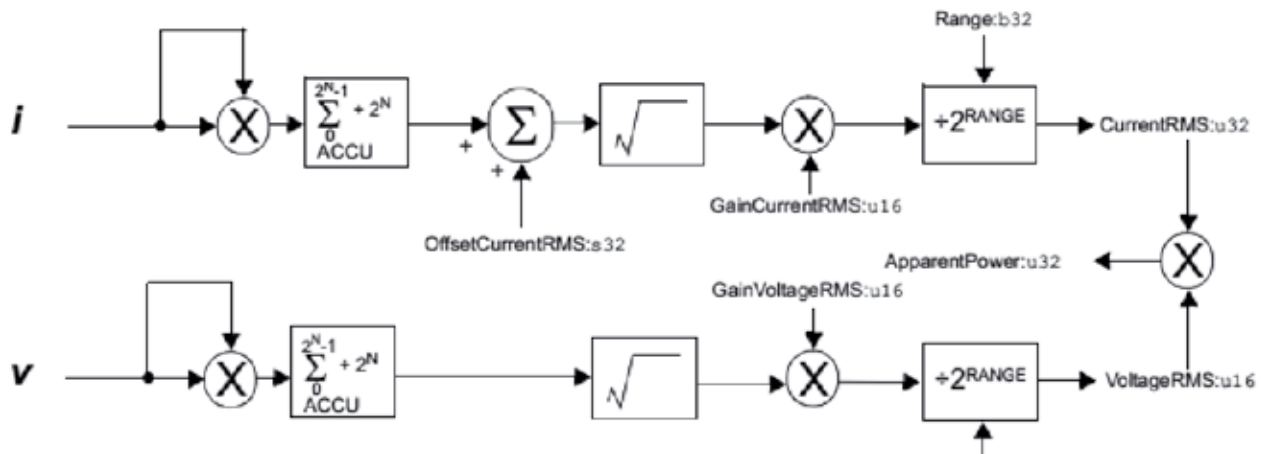 Range:b32
i
X
2^N-1
∑ ÷ 2^N
0
ACCU
Σ
+
+
√
X
÷2^RANGE
CurrentRMS:u32
GainCurrentRMS:u16
OffsetCurrentRMS:s32
ApparentPower:u32
X
GainVoltageRMS:u16
v
X
2^N-1
∑ ÷ 2^N
0
ACCU
√
X
÷2^RANGE
VoltageRMS:u16